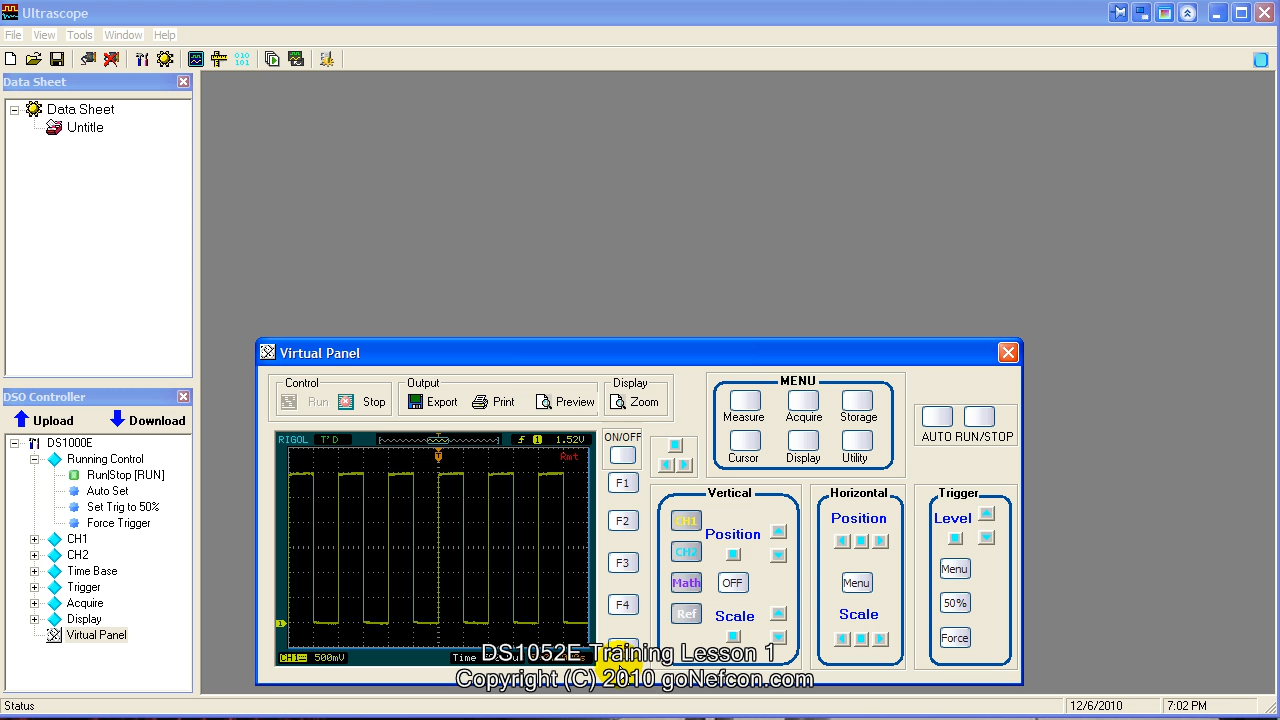 Ultrascope
File View Tools Window Help
Data Sheet
Data Sheet
Untitle
DSO Controller
Upload Download
DS1000E
Running Control
Run|Stop [RUN]
Auto Set
Set Trig to 50%
Force Trigger
CH1
CH2
Time Base
Trigger
Acquire
Display
Virtual Panel
Virtual Panel
Control
Run Stop
Output
Export Print Preview
Display
Zoom
MENU
Measure Acquire Storage
Cursor Display Utility
AUTO RUN/STOP
RIGOL T'D 1 1.52V
T
Rmt
1
CH1 500mV Time
ON/OFF
F1
F2
F3
F4
Vertical
CH1
CH2
Math
Ref
Position
OFF
Scale
Horizontal
Position
Menu
Scale
Trigger
Level
Menu
50%
Force
DS1052E Training Lesson 1
Copyright (C) 2010 goNefcon.com
Status 12/6/2010 7:02 PM